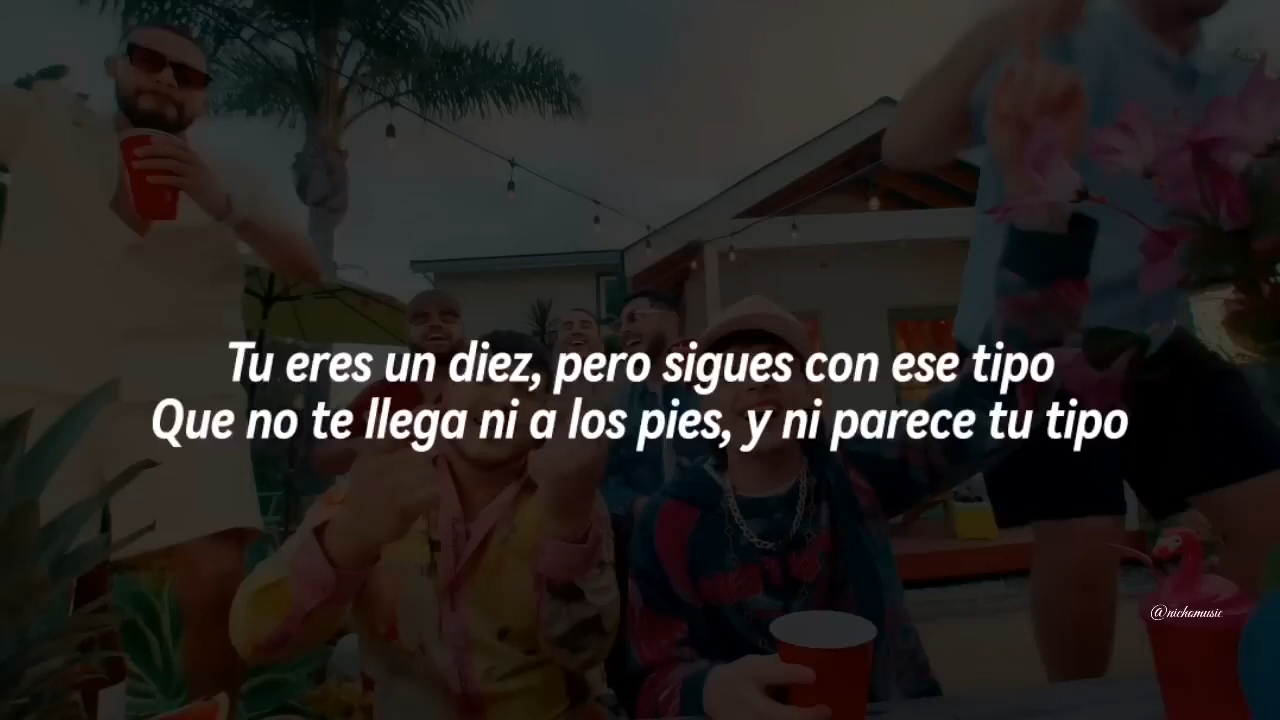 Tu eres un diez, pero sigues con ese tipo
Que no te llega ni a los pies, y ni parece tu tipo
@nickomusic